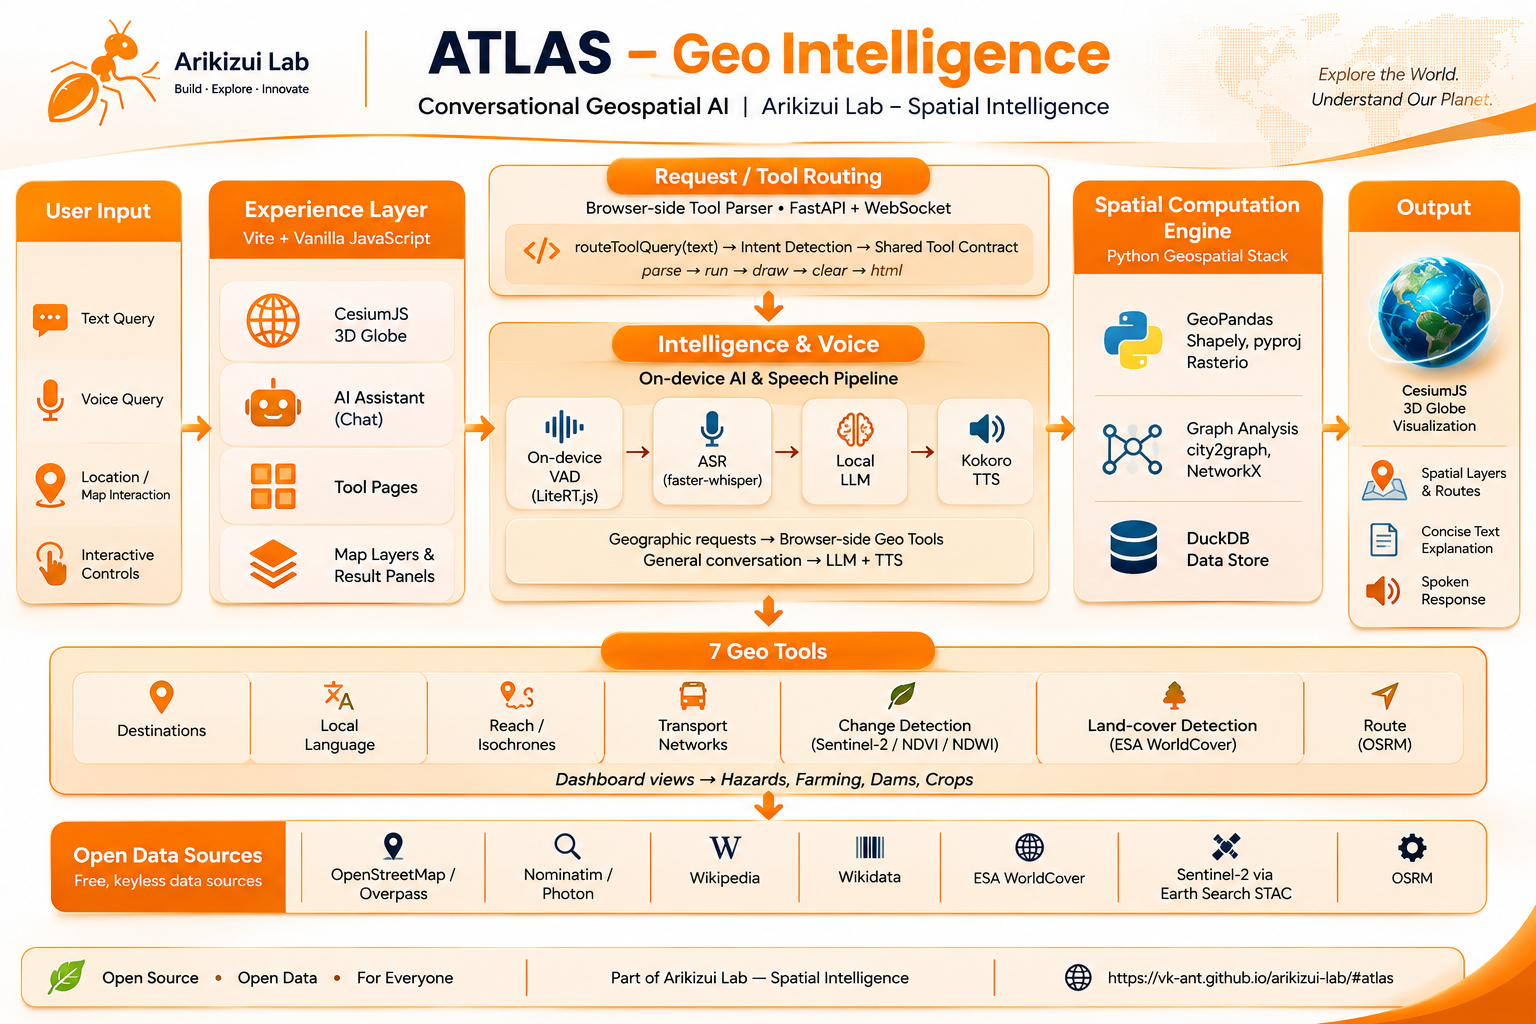 Arikizui Lab
Build · Explore · Innovate
ATLAS – Geo Intelligence
Conversational Geospatial AI | Arikizui Lab – Spatial Intelligence
Explore the World.
Understand Our Planet.
User Input
Text Query
Voice Query
Location /
Map Interaction
Interactive
Controls
Experience Layer
Vite + Vanilla JavaScript
CesiumJS
3D Globe
AI Assistant
(Chat)
Tool Pages
Map Layers &
Result Panels
Request / Tool Routing
Browser-side Tool Parser • FastAPI + WebSocket
</> routeToolQuery(text) → Intent Detection → Shared Tool Contract
parse → run → draw → clear → html
Intelligence & Voice
On-device AI & Speech Pipeline
On-device
VAD
(LiteRT.js)
ASR
(faster-whisper)
Local
LLM
Kokoro
TTS
Geographic requests → Browser-side Geo Tools
General conversation → LLM + TTS
Spatial Computation
Engine
Python Geospatial Stack
GeoPandas
Shapely, pyproj
Rasterio
Graph Analysis
city2graph,
NetworkX
DuckDB
Data Store
Output
CesiumJS
3D Globe
Visualization
Spatial Layers
& Routes
Concise Text
Explanation
Spoken
Response
7 Geo Tools
Destinations
Local
Language
Reach /
Isochrones
Transport
Networks
Change Detection
(Sentinel-2 / NDVI / NDWI)
Land-cover Detection
(ESA WorldCover)
Route
(OSRM)
Dashboard views → Hazards, Farming, Dams, Crops
Open Data Sources
Free, keyless data sources
OpenStreetMap /
Overpass
Nominatim /
Photon
W
Wikipedia
Wikidata
ESA WorldCover
Sentinel-2 via
Earth Search STAC
OSRM
Open Source • Open Data • For Everyone
Part of Arikizui Lab — Spatial Intelligence
https://vk-ant.github.io/arikizui-lab/#atlas